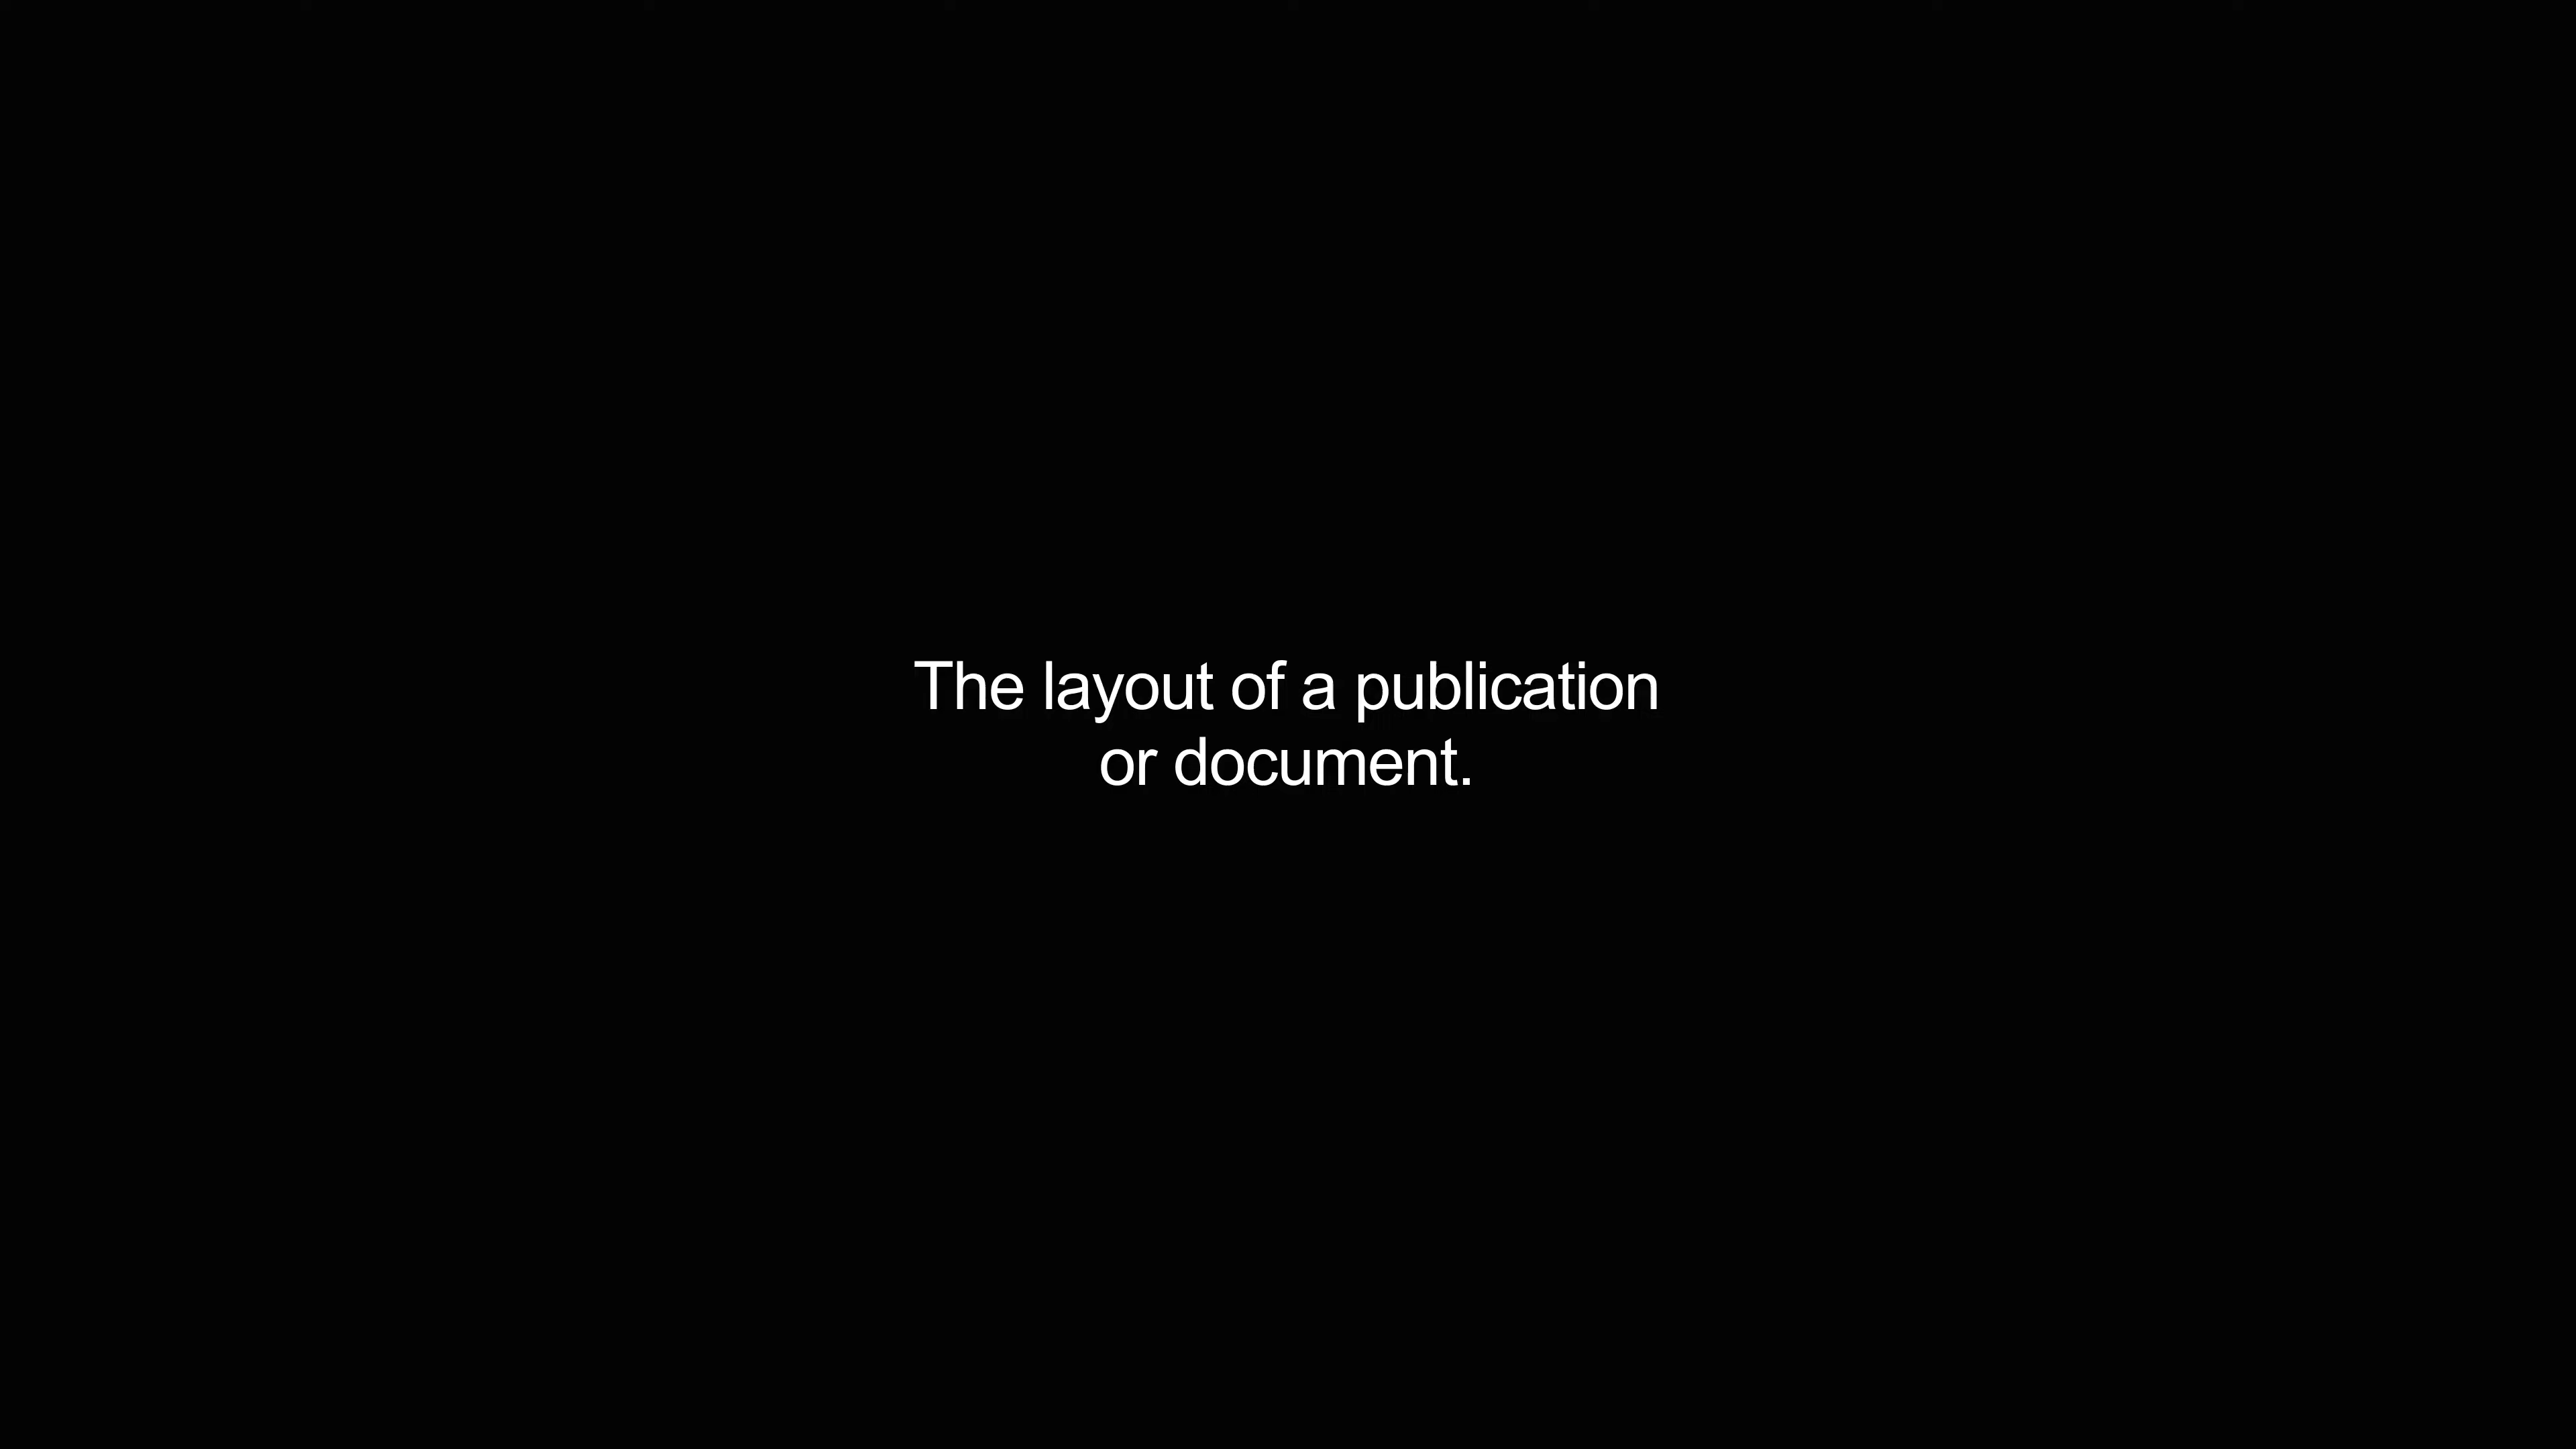 The layout of a publication
or document.